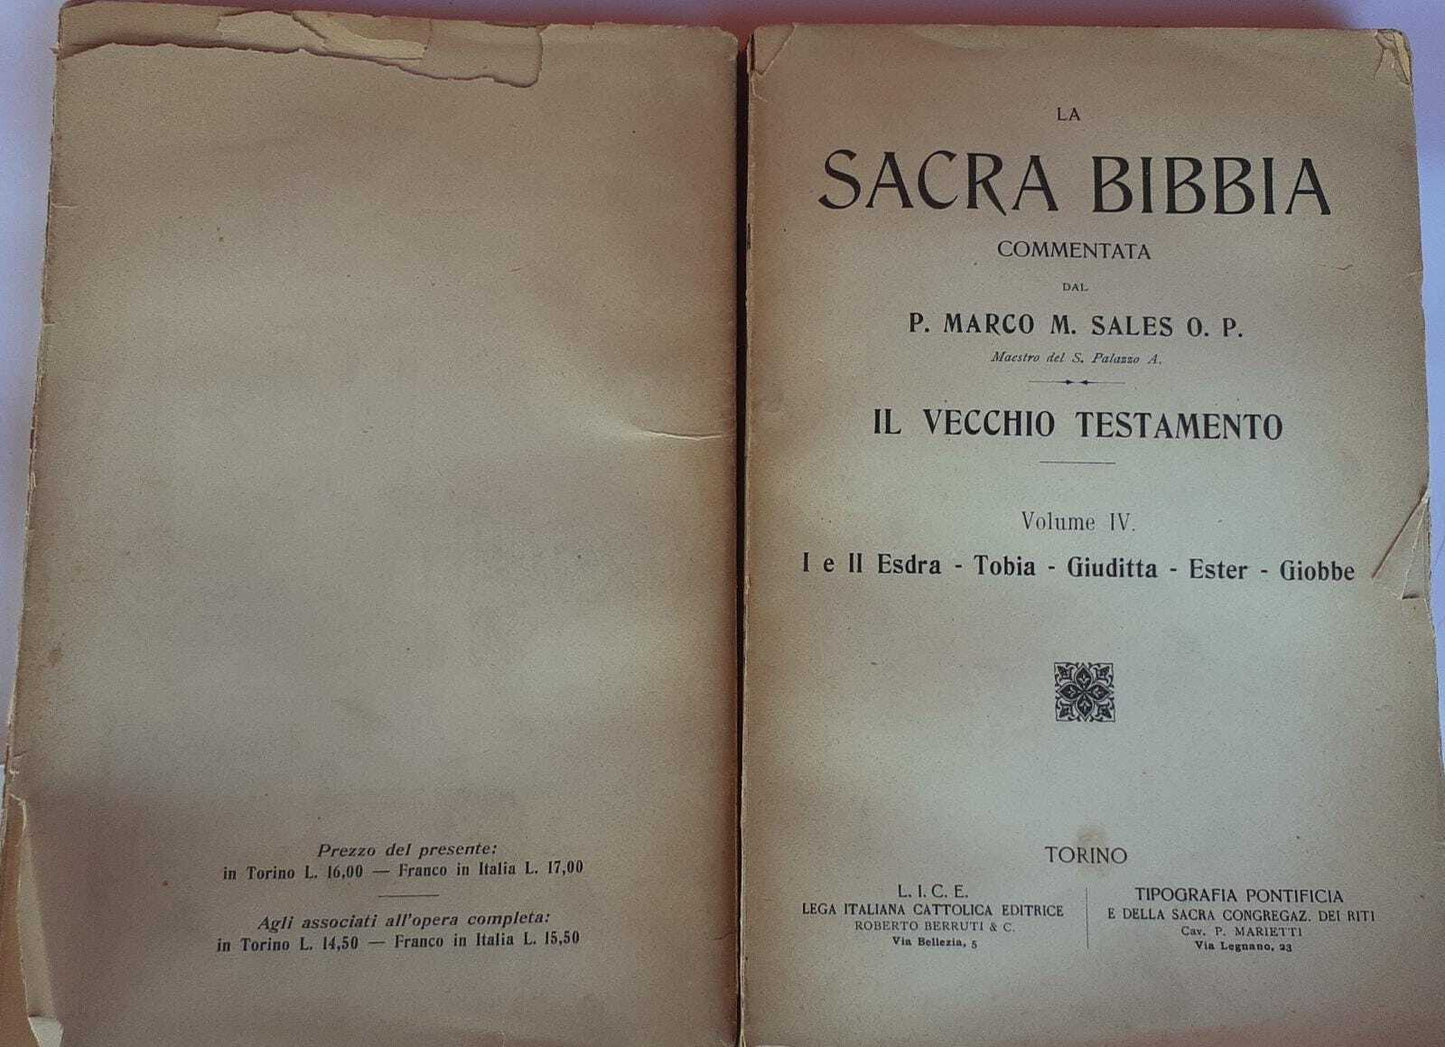 Prezzo del presente:
in Torino L. 16,00 — Franco in Italia L. 17,00
Agli associati all'opera completa:
in Torino L. 14,50 — Franco in Italia L. 15,50
LA
SACRA BIBBIA
COMMENTATA
DAL
P. MARCO M. SALES O. P.
Maestro del S. Palazzo A.
IL VECCHIO TESTAMENTO
Volume IV.
I e II Esdra - Tobia - Giuditta - Ester - Giobbe
TORINO
L. I. C. E.
LEGA ITALIANA CATTOLICA EDITRICE
ROBERTO BERRUTI & C.
Via Bellezia, 5
TIPOGRAFIA PONTIFICIA
E DELLA SACRA CONGREGAZ. DEI RITI
Cav. P. MARIETTI
Via Legnano, 23